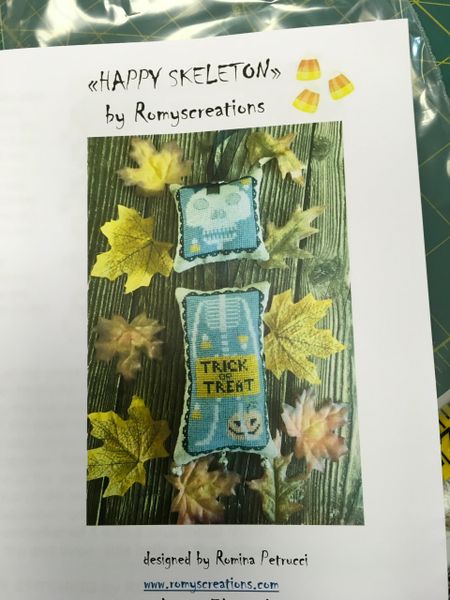 «HAPPY SKELETON»
by Romyscreations
TRICK
OR
TREAT
designed by Romina Petrucci
www.romyscreations.com